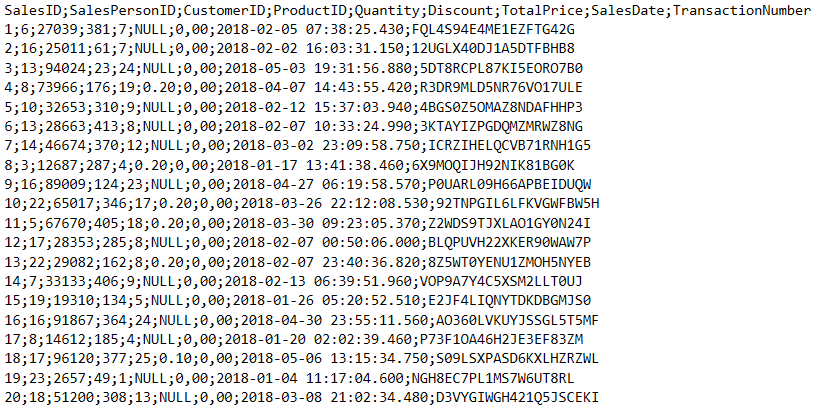 SalesID;SalesPersonID;CustomerID;ProductID;Quantity;Discount;TotalPrice;SalesDate;TransactionNumber
1;6;27039;381;7;NULL;0,00;2018-02-05 07:38:25.430;FQL4S94E4ME1EZFTG42G
2;16;25011;61;7;NULL;0,00;2018-02-02 16:03:31.150;12UGLX40DJ1A5DTFBHB8
3;13;94024;23;24;NULL;0,00;2018-05-03 19:31:56.880;5DT8RCPL87KI5EORO7B0
4;8;73966;176;19;0.20;0,00;2018-04-07 14:43:55.420;R3DR9MLD5NR76VO17ULE
5;10;32653;310;9;NULL;0,00;2018-02-12 15:37:03.940;4BGS0Z5OMAZ8NDAFHHP3
6;13;28663;413;8;NULL;0,00;2018-02-07 10:33:24.990;3KTAYIZPGDQMZMRWZ8NG
7;14;46674;370;12;NULL;0,00;2018-03-02 23:09:58.750;ICRZIHELQCVB71RNH1G5
8;3;12687;287;4;0.20;0,00;2018-01-17 13:41:38.460;6X9MOQIJH92NIK81BG0K
9;16;89009;124;23;NULL;0,00;2018-04-27 06:19:58.570;P0UARL09H66APBEIDUQW
10;22;65017;346;17;0.20;0,00;2018-03-26 22:12:08.530;92TNPGIL6LFKVGWFBW5H
11;5;67670;405;18;0.20;0,00;2018-03-30 09:23:05.370;Z2WDS9TJXLAO1GY0N24I
12;17;28353;285;8;NULL;0,00;2018-02-07 00:50:06.000;BLQPUVH22XKER90WAW7P
13;22;29082;162;8;0.20;0,00;2018-02-07 23:40:36.820;8Z5WT0YENU1ZMOH5NYEB
14;7;33133;406;9;NULL;0,00;2018-02-13 06:39:51.960;VOP9A7Y4C5XSM2LLT0UJ
15;19;19310;134;5;NULL;0,00;2018-01-26 05:20:52.510;E2JF4LIQNYTDKDBGMJS0
16;16;91867;364;24;NULL;0,00;2018-04-30 23:55:11.560;AO360LVKUYJSSGL5T5MF
17;8;14612;185;4;NULL;0,00;2018-01-20 02:02:39.460;P73F1OA46H2JE3EF83ZM
18;17;96120;377;25;0.10;0,00;2018-05-06 13:15:34.750;S09LSXPASD6KXLHZRZWL
19;23;2657;49;1;NULL;0,00;2018-01-04 11:17:04.600;NGH8EC7PL1MS7W6UT8RL
20;18;51200;308;13;NULL;0,00;2018-03-08 21:02:34.480;D3VYGIWGH421Q5JSCEKI